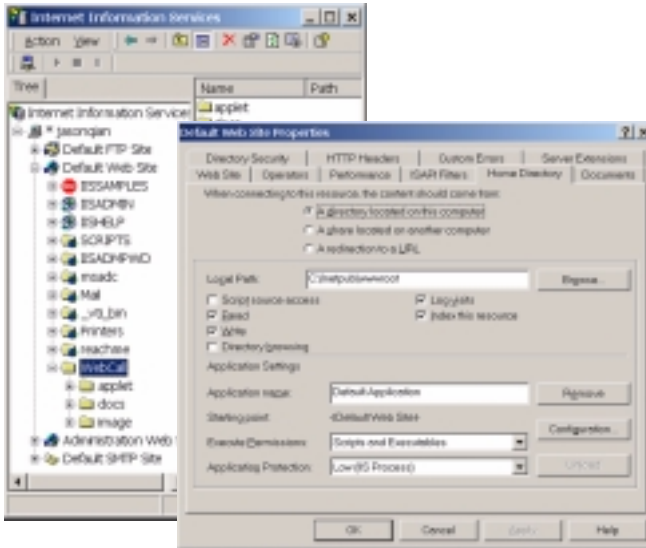 Internet Information Services
Action View
Tree
Name Path
Internet Information Services
applet
* jasonqian
Default FTP Site
Default Web Site
IISSAMPLES
IISADMIN
IISHELP
SCRIPTS
IISADMPWD
msadc
Mail
_vti_bin
Printers
reachme
WebCall
applet
docs
image
Administration Web
Default SMTP Site
Default Web Site Properties
Directory Security HTTP Headers Custom Errors Server Extensions
Web Site Operators Performance ISAPI Filters Home Directory Documents
When connecting to this resource, the content should come from:
A directory located on this computer
A share located on another computer
A redirection to a URL
Local Path: C:\Inetpub\wwwroot Browse...
Script source access Log visits
Read Index this resource
Write
Directory browsing
Application Settings
Application name: Default Application Remove
Starting point: <Default Web Site>
Configuration...
Execute Permissions: Scripts and Executables
Application Protection: Low (IIS Process) Unload
OK Cancel Apply Help